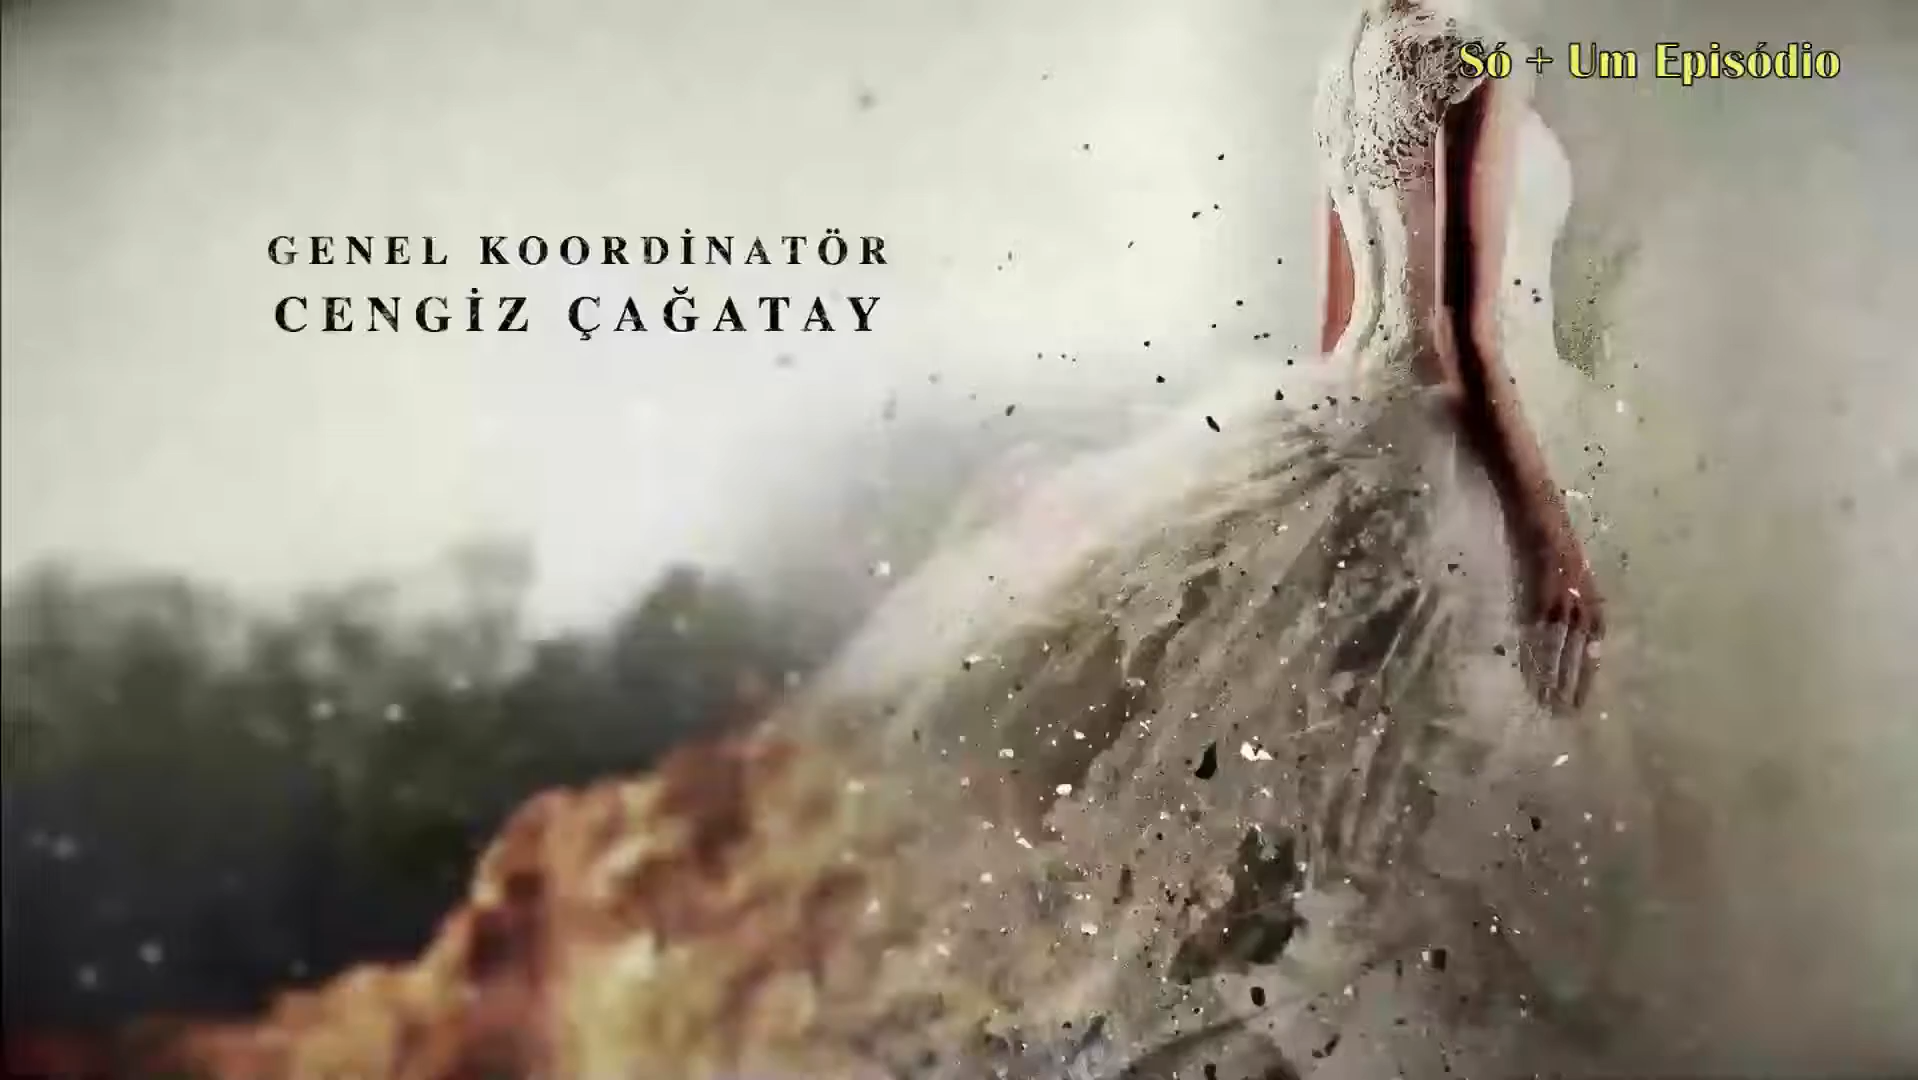 Só + Um Episódio
GENEL KOORDİNATÖR
CENGİZ ÇAĞATAY